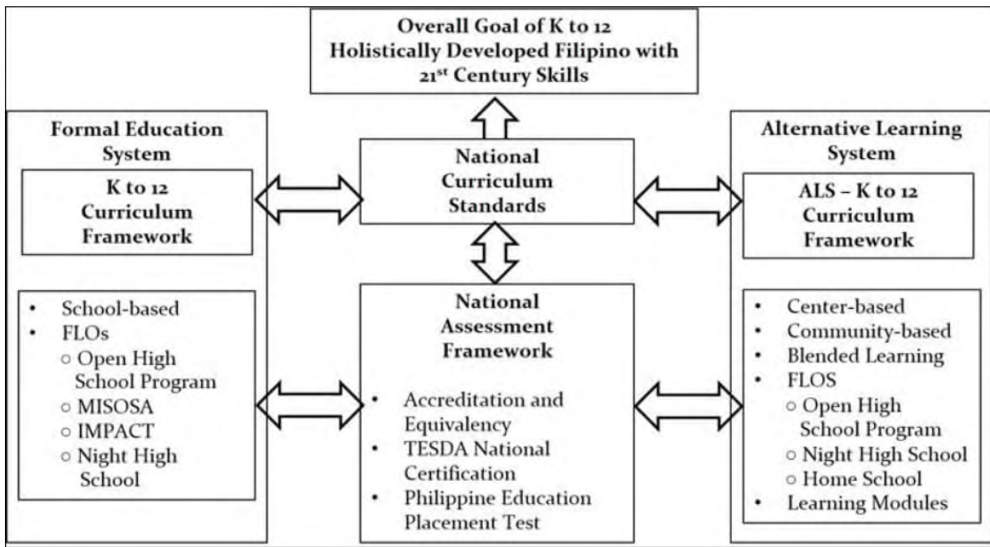 Overall Goal of K to 12
Holistically Developed Filipino with
21st Century Skills
Formal Education
System
K to 12
Curriculum
Framework
• School-based
• FLOs
○ Open High
School Program
○ MISOSA
○ IMPACT
○ Night High
School
National
Curriculum
Standards
National
Assessment
Framework
• Accreditation and
Equivalency
• TESDA National
Certification
• Philippine Education
Placement Test
Alternative Learning
System
ALS – K to 12
Curriculum
Framework
• Center-based
• Community-based
• Blended Learning
• FLOS
○ Open High
School Program
○ Night High School
○ Home School
• Learning Modules